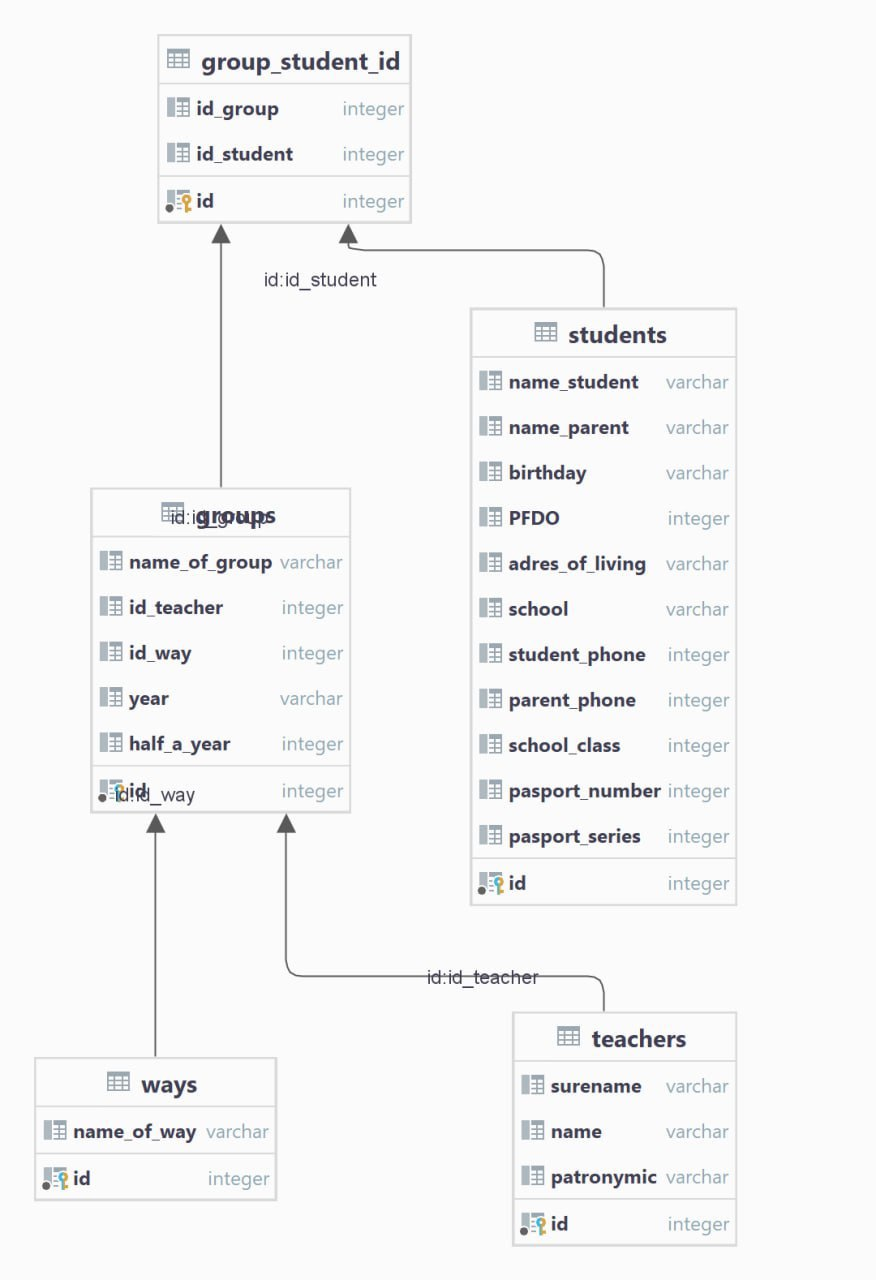 group_student_id
id_group integer
id_student integer
id integer
id:id_student
students
name_student varchar
name_parent varchar
birthday varchar
PFDO integer
adres_of_living varchar
school varchar
student_phone integer
parent_phone integer
school_class integer
pasport_number integer
pasport_series integer
id integer
groups
id:id_group
name_of_group varchar
id_teacher integer
id_way integer
year varchar
half_a_year integer
id integer
id:id_way
id:id_teacher
ways
name_of_way varchar
id integer
teachers
surename varchar
name varchar
patronymic varchar
id integer